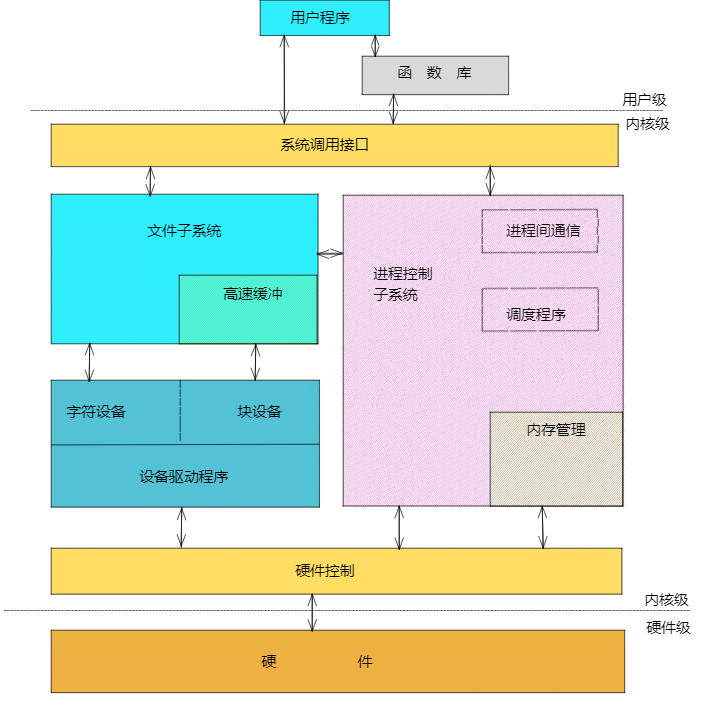 用户程序
函 数 库
用户级
内核级
系统调用接口
文件子系统
高速缓冲
进程间通信
进程控制
子系统
调度程序
内存管理
字符设备
块设备
设备驱动程序
硬件控制
内核级
硬件级
硬 件